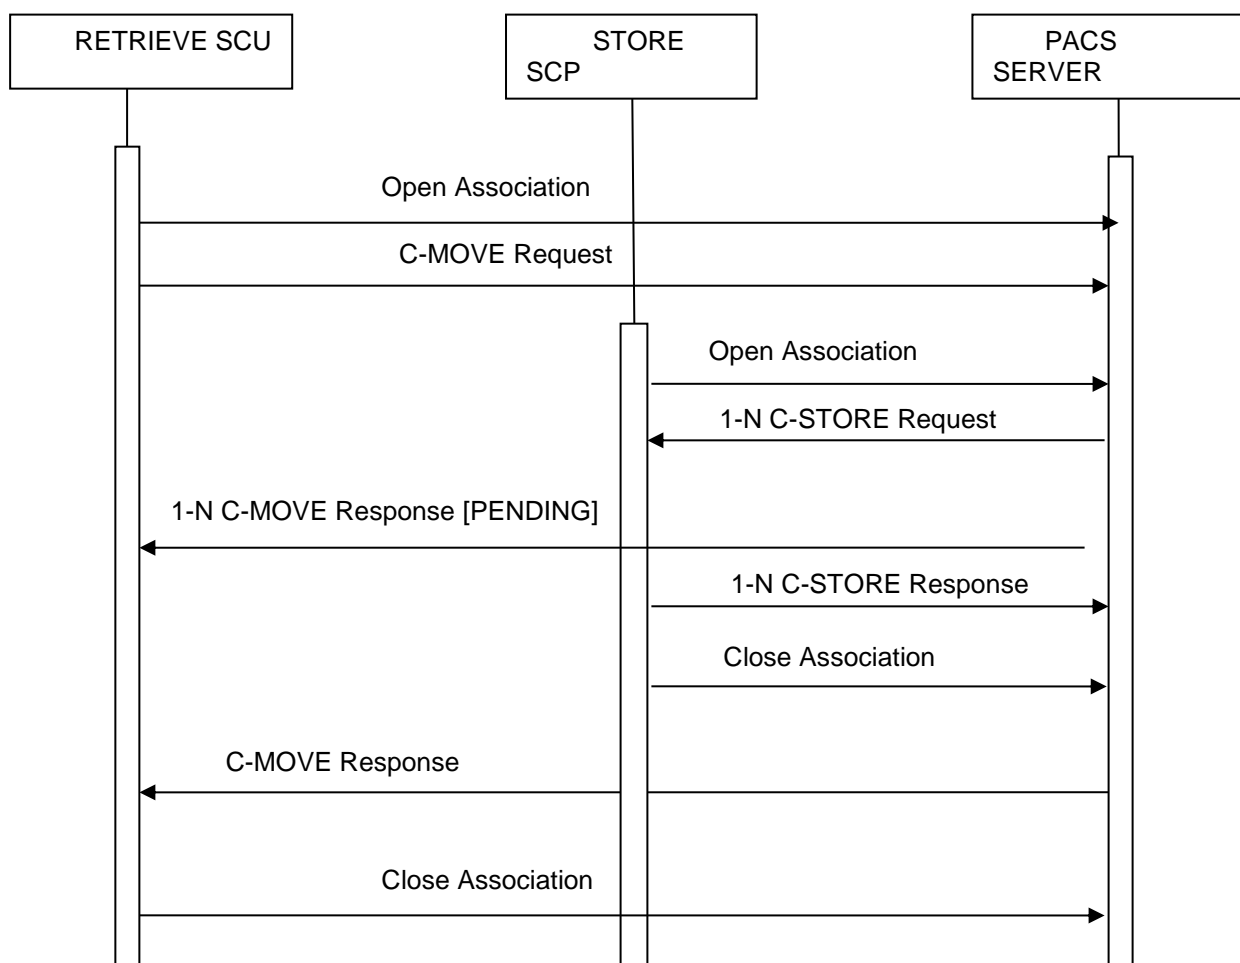 RETRIEVE SCU
STORE
SCP
PACS
SERVER
Open Association
C-MOVE Request
Open Association
1-N C-STORE Request
1-N C-MOVE Response [PENDING]
1-N C-STORE Response
Close Association
C-MOVE Response
Close Association